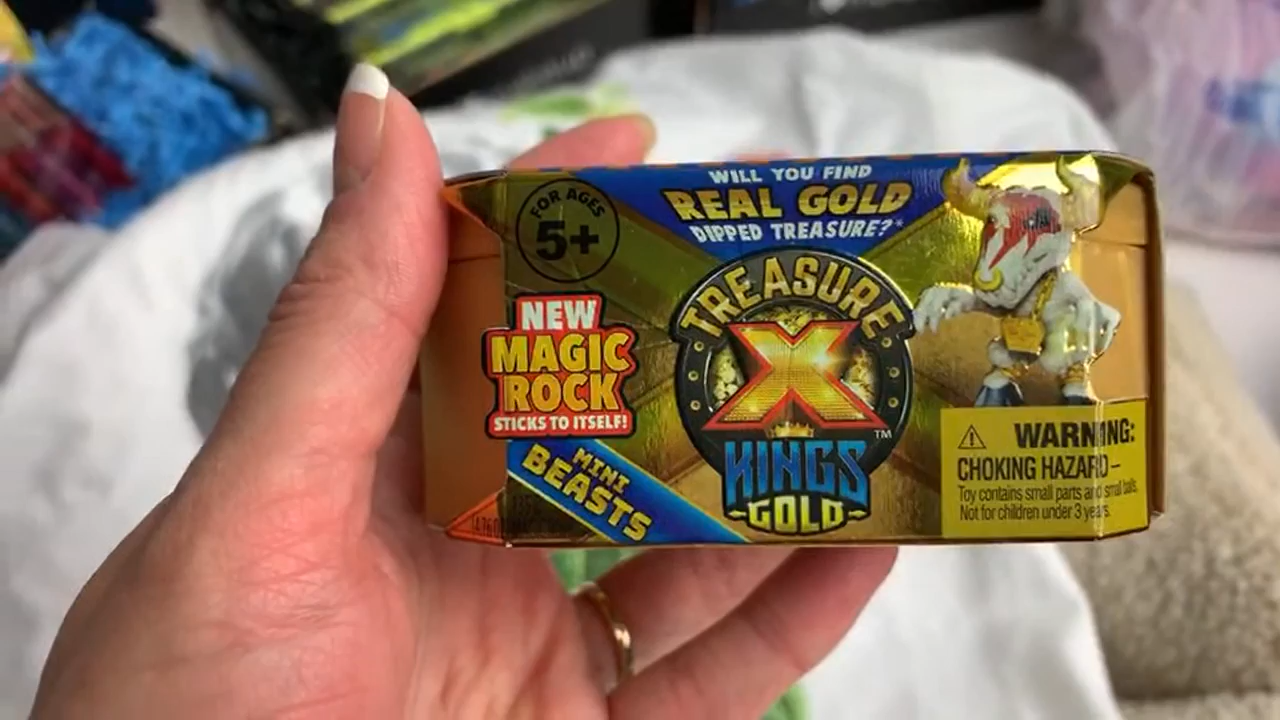 WILL YOU FIND
REAL GOLD
DIPPED TREASURE?*
FOR AGES
5+
NEW
MAGIC
ROCK
STICKS TO ITSELF!
MINI
BEASTS
TREASURE
X
KINGS
GOLD
TM
WARNING:
CHOKING HAZARD–
Toy contains small parts and small balls.
Not for children under 3 years.